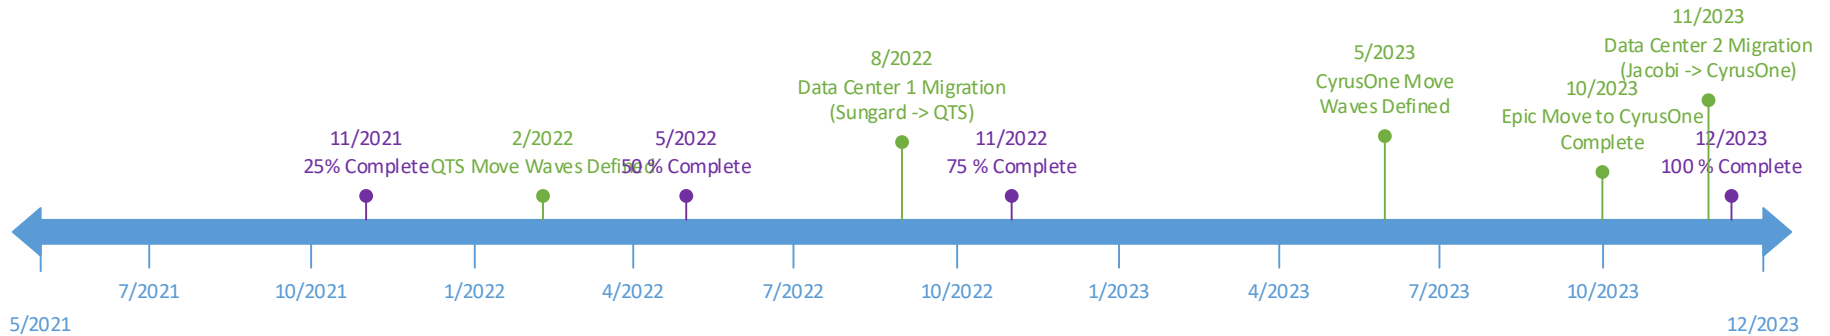 11/2021
25% Complete
2/2022
QTS Move Waves Defined
5/2022
50 % Complete
8/2022
Data Center 1 Migration
(Sungard -> QTS)
11/2022
75 % Complete
5/2023
CyrusOne Move
Waves Defined
10/2023
Epic Move to CyrusOne
Complete
11/2023
Data Center 2 Migration
(Jacobi -> CyrusOne)
12/2023
100 % Complete
7/2021
10/2021
1/2022
4/2022
7/2022
10/2022
1/2023
4/2023
7/2023
10/2023
5/2021
12/2023